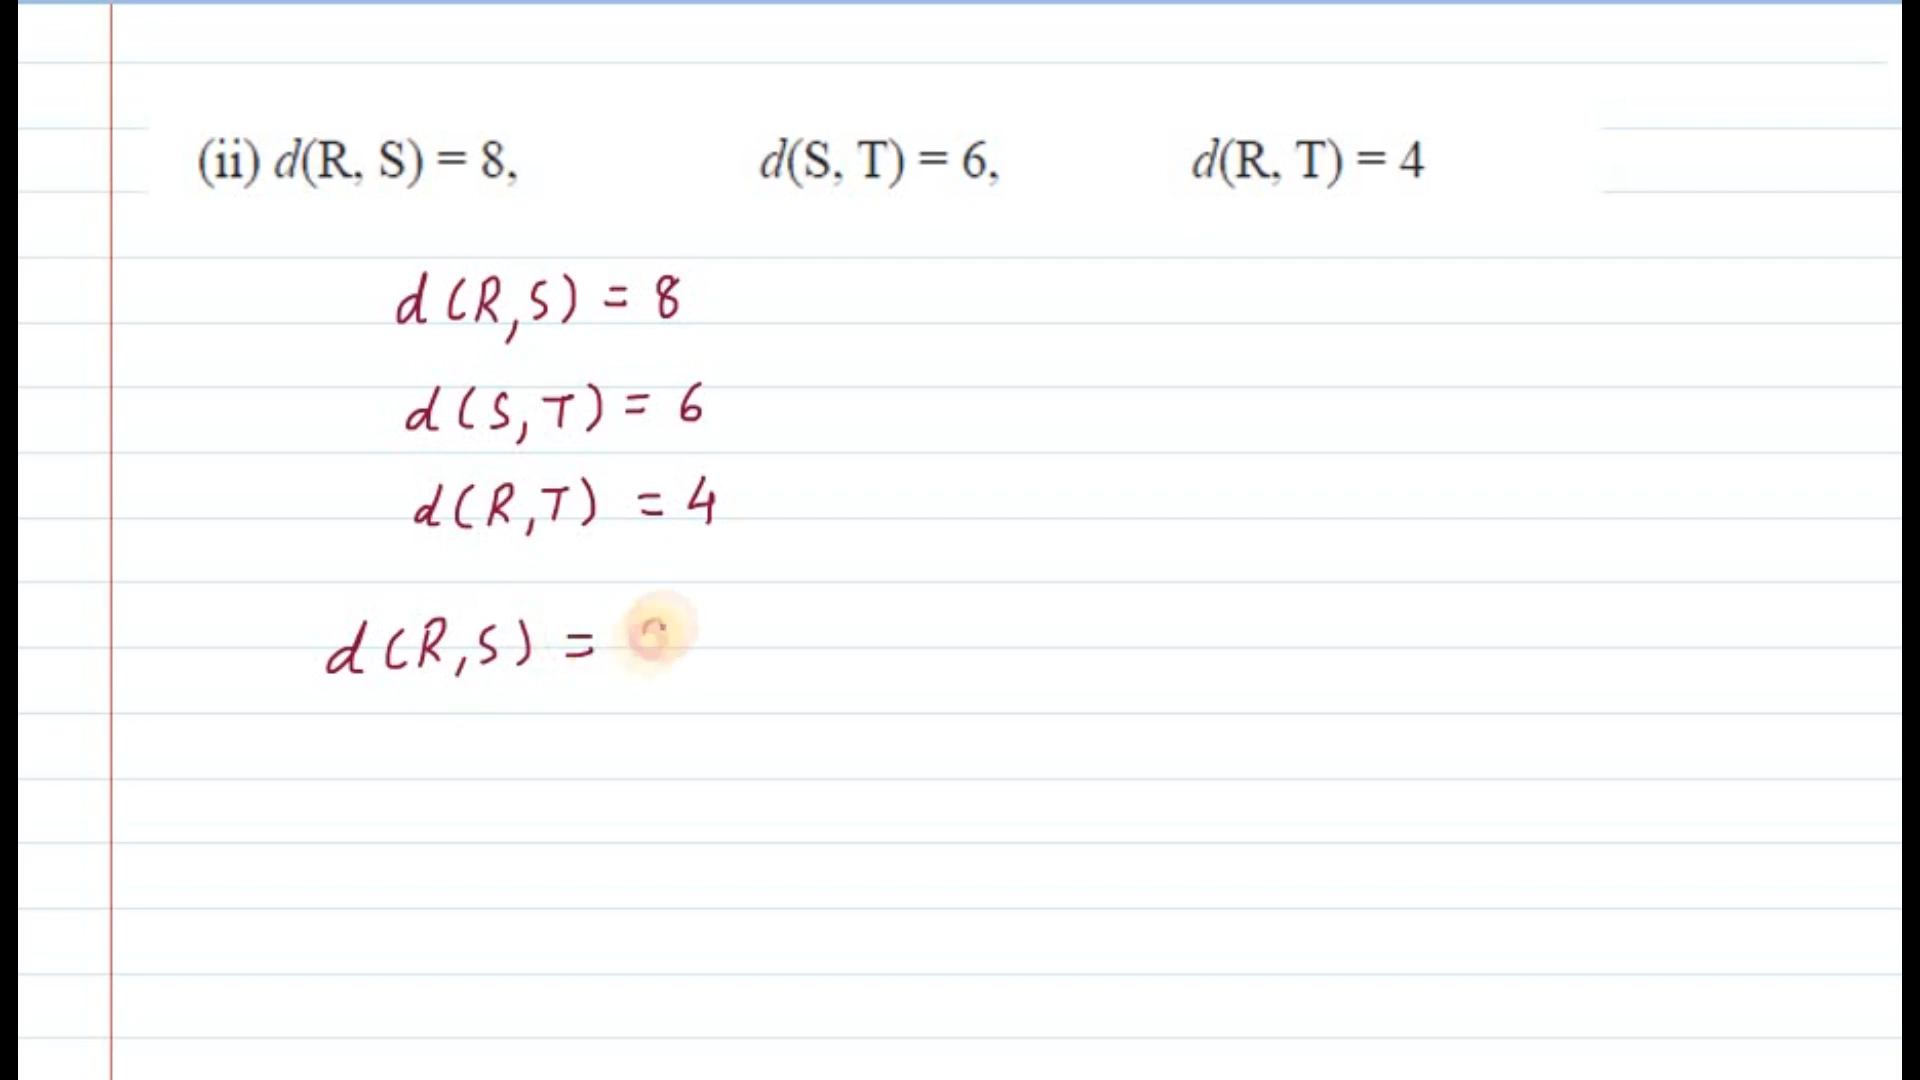 (ii) d(R, S) = 8, d(S, T) = 6, d(R, T) = 4
d(R,S) = 8
d(S,T) = 6
d(R,T) = 4
d(R,S) =